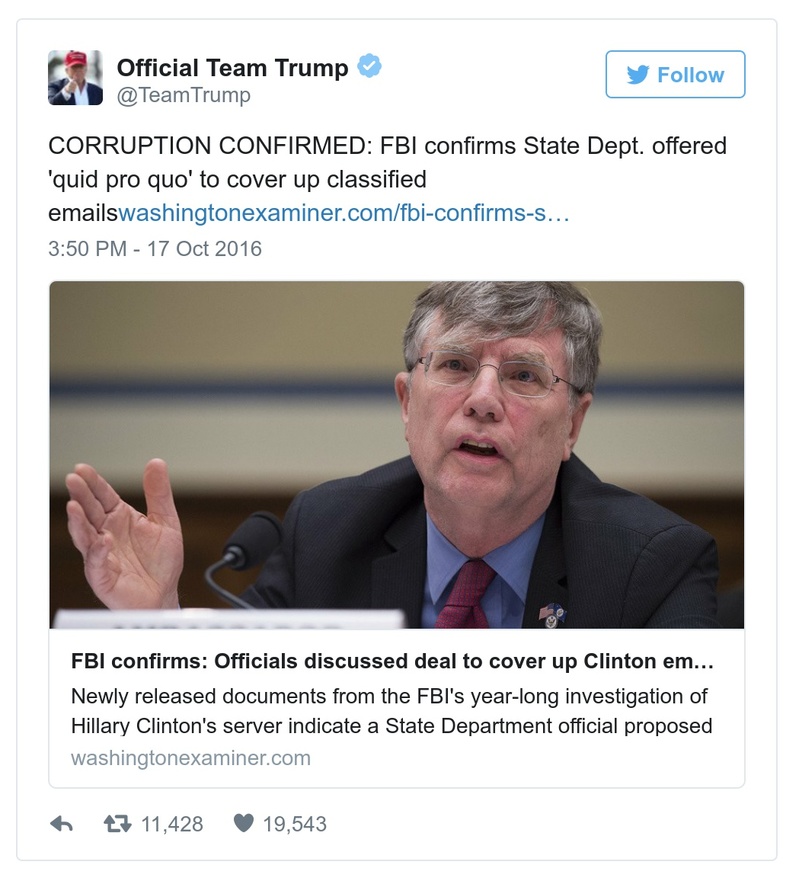 Official Team Trump
@TeamTrump
Follow
CORRUPTION CONFIRMED: FBI confirms State Dept. offered
'quid pro quo' to cover up classified
emailswashingtonexaminer.com/fbi-confirms-s…
3:50 PM - 17 Oct 2016
FBI confirms: Officials discussed deal to cover up Clinton em…
Newly released documents from the FBI's year-long investigation of
Hillary Clinton's server indicate a State Department official proposed
washingtonexaminer.com
11,428
19,543